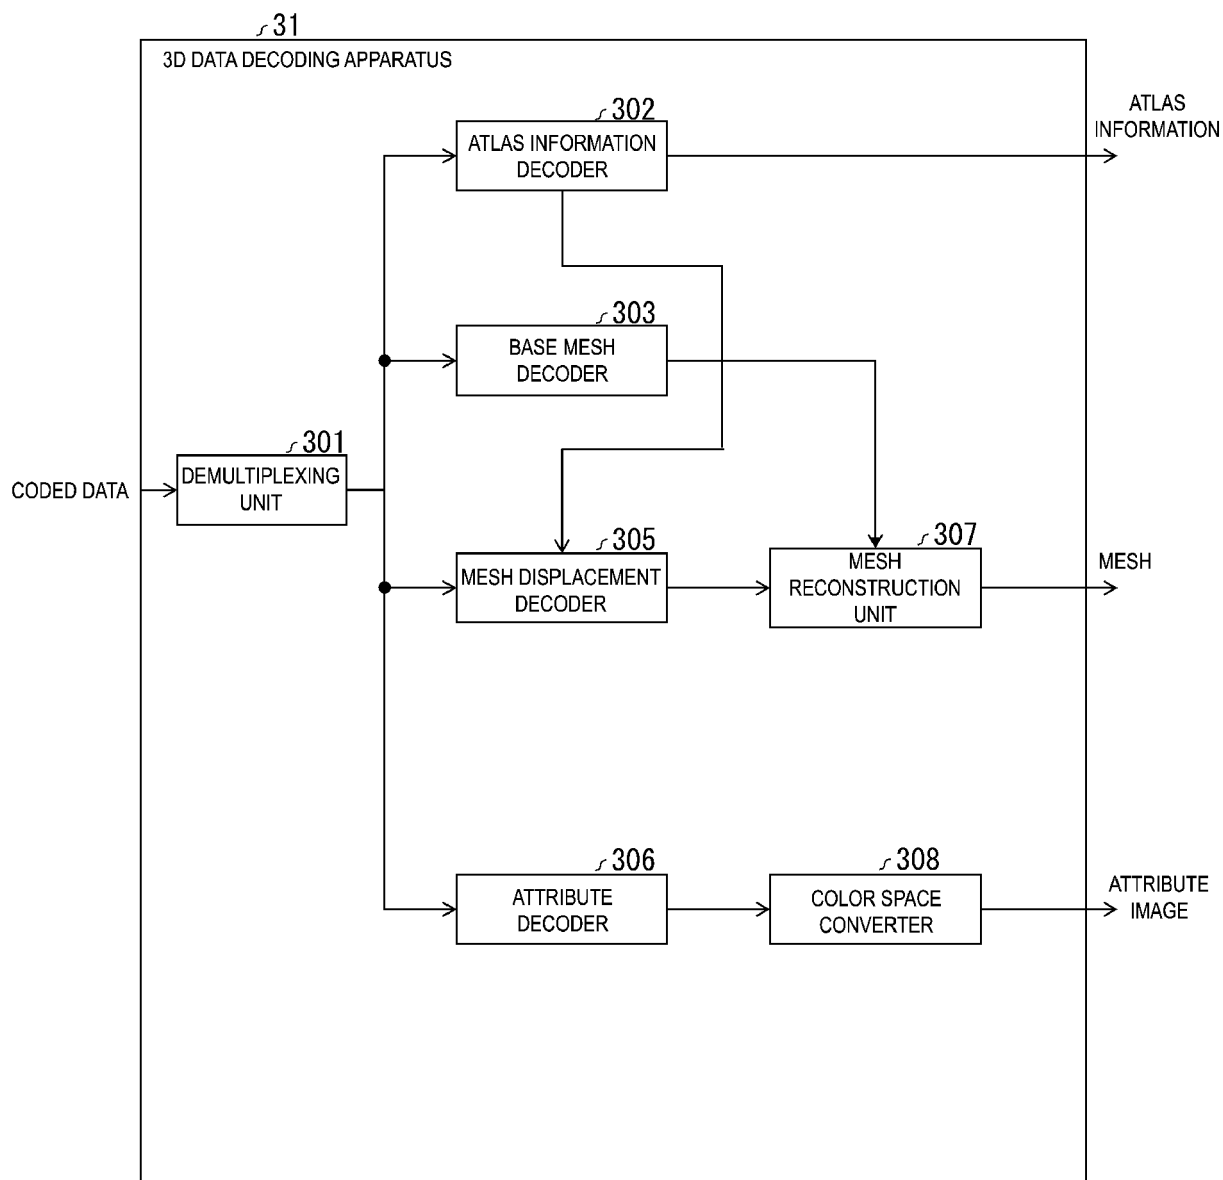 31
3D DATA DECODING APPARATUS
302
ATLAS INFORMATION
DECODER
ATLAS
INFORMATION
303
BASE MESH
DECODER
301
DEMULTIPLEXING
UNIT
CODED DATA
305
MESH DISPLACEMENT
DECODER
307
MESH
RECONSTRUCTION
UNIT
MESH
306
ATTRIBUTE
DECODER
308
COLOR SPACE
CONVERTER
ATTRIBUTE
IMAGE